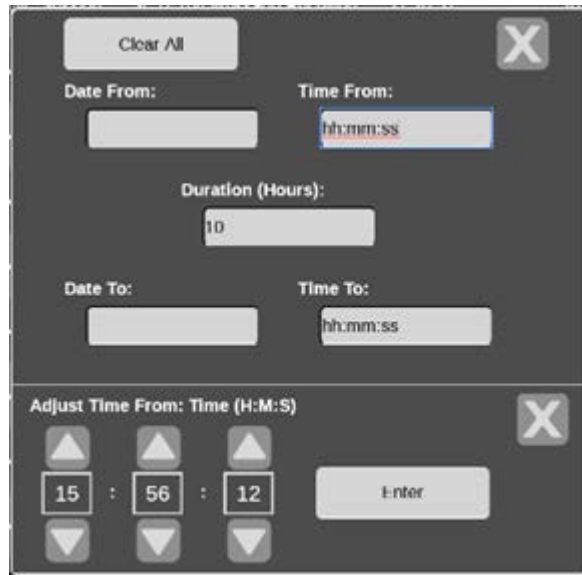 Clear All
X
Date From: Time From:
hh:mm:ss
Duration (Hours):
10
Date To: Time To:
hh:mm:ss
Adjust Time From: Time (H:M:S)
X
15 : 56 : 12
Enter